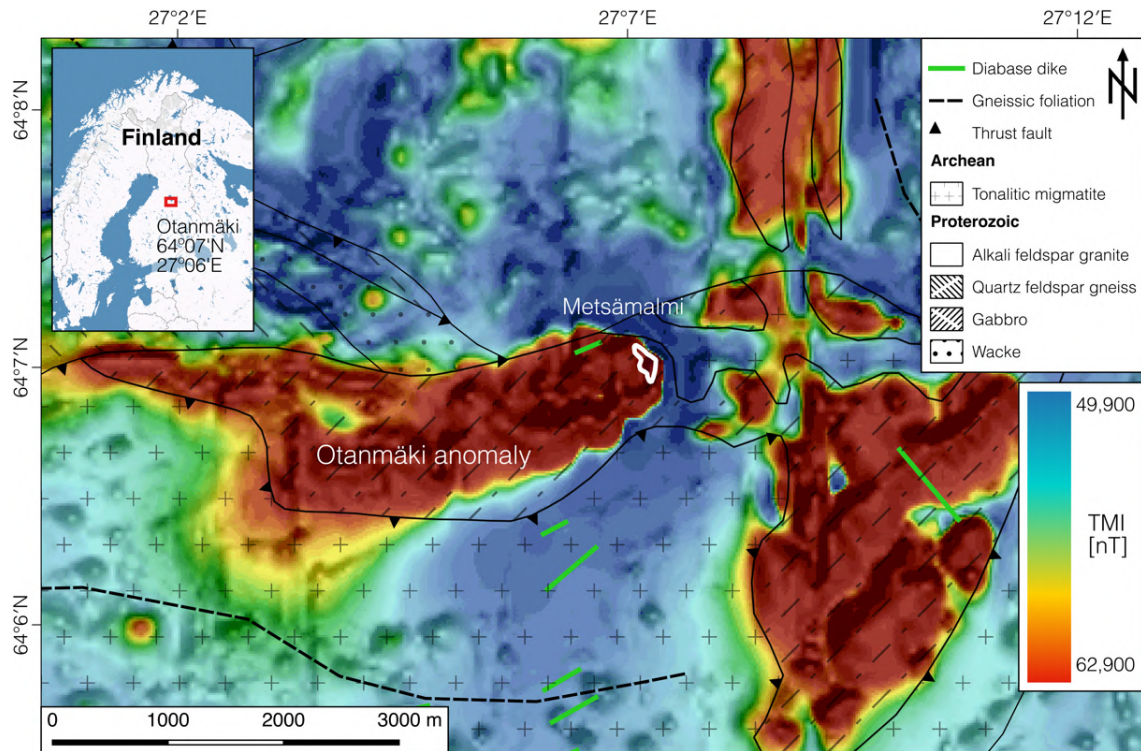 27°2'E
27°7'E
27°12'E
64°8'N
64°7'N
64°6'N
Finland
Otanmäki
64°07'N
27°06'E
Metsämalmi
Otanmäki anomaly
N
Diabase dike
Gneissic foliation
Thrust fault
Archean
Tonalitic migmatite
Proterozoic
Alkali feldspar granite
Quartz feldspar gneiss
Gabbro
Wacke
49,900
TMI
[nT]
62,900
0 1000 2000 3000 m